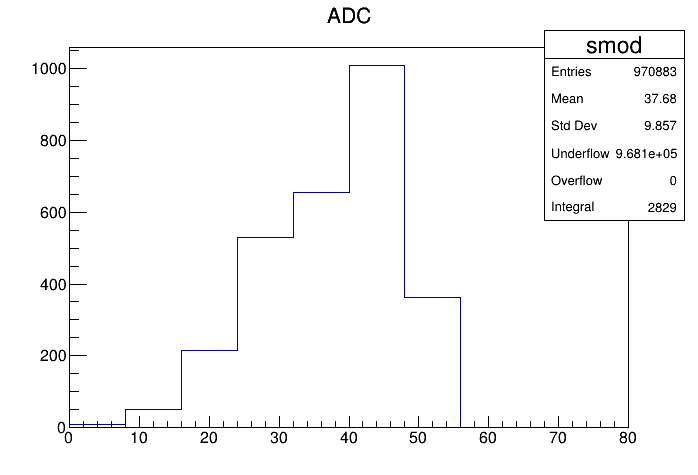 ADC
smod
Entries 970883
Mean 37.68
Std Dev 9.857
Underflow 9.681e+05
Overflow 0
Integral 2829
1000
800
600
400
200
0
0 10 20 30 40 50 60 70 80